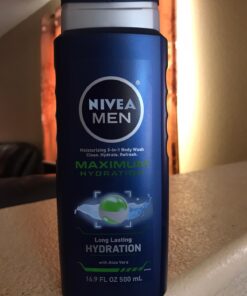 NIVEA
MEN
Moisturizing 3-in-1 Body Wash
Clean. Hydrate. Refresh.
MAXIMUM
HYDRATION
Long Lasting
HYDRATION
with Aloe Vera
16.9 FL OZ 500 mL